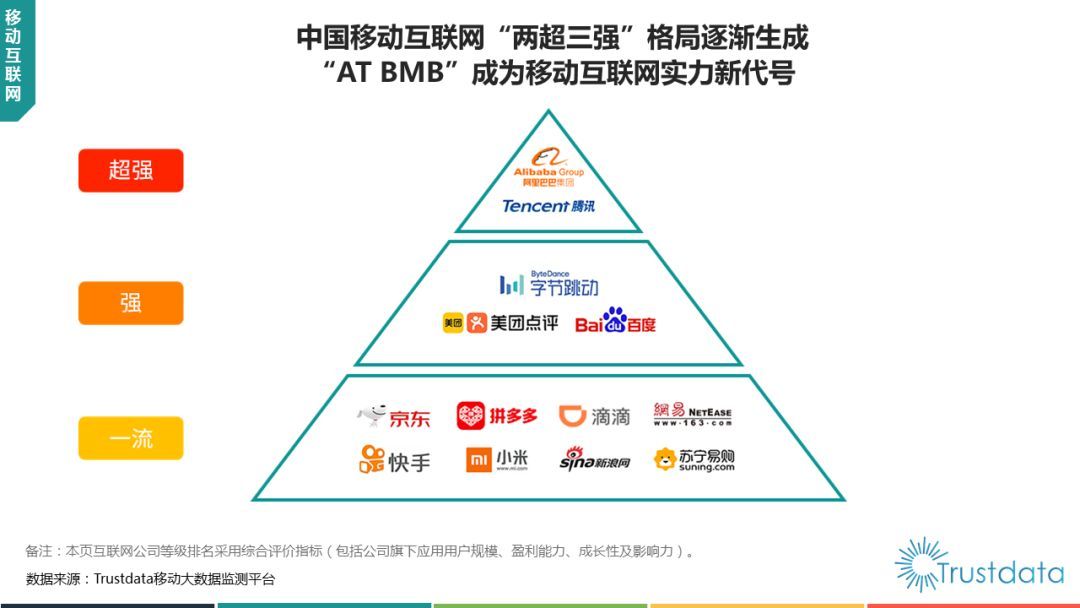 移动互联网
中国移动互联网“两超三强”格局逐渐生成
“AT BMB”成为移动互联网实力新代号
超强
Alibaba Group
阿里巴巴集团
Tencent 腾讯
强
ByteDance
字节跳动
美团 美团点评 Bai du 百度
一流
京东 拼多多 滴滴 網易 NETEASE
www.163.com
快手 mi 小米 sina 新浪网 苏宁易购
www.mi.com suning.com
备注：本页互联网公司等级排名采用综合评价指标（包括公司旗下应用用户规模、盈利能力、成长性及影响力）。
数据来源：Trustdata移动大数据监测平台
Trustdata